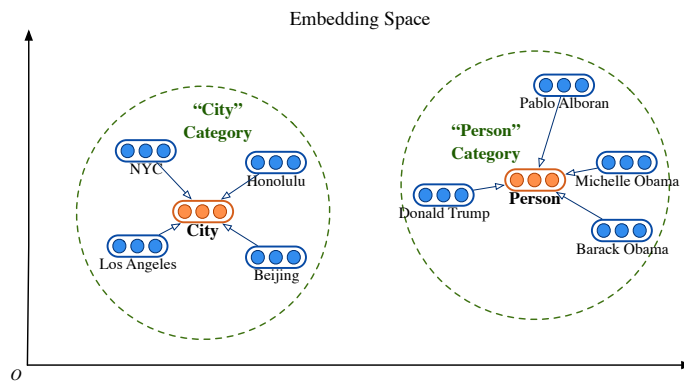 Embedding Space
“City”
Category
NYC
Honolulu
City
Los Angeles
Beijing
Pablo Alboran
“Person”
Category
Michelle Obama
Donald Trump
Person
Barack Obama
O